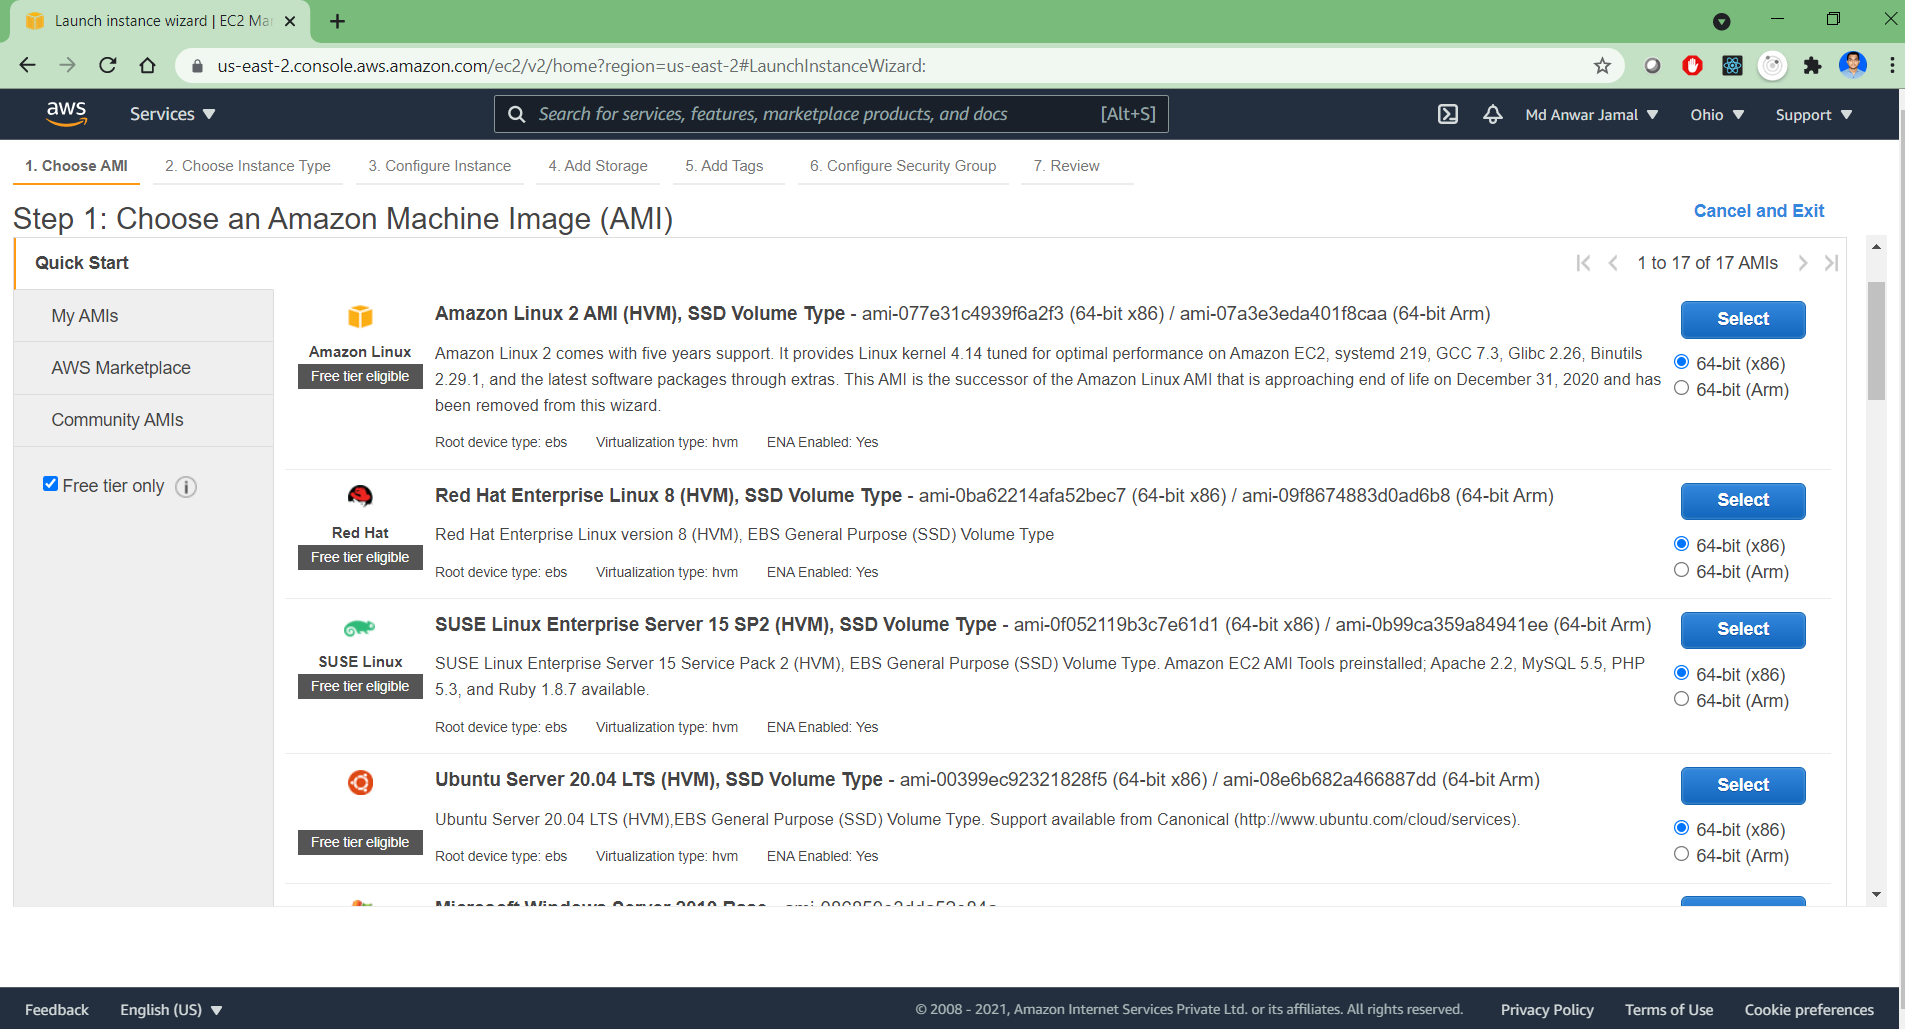 Launch instance wizard | EC2 Mar
us-east-2.console.aws.amazon.com/ec2/v2/home?region=us-east-2#LaunchInstanceWizard:
aws
Services
Search for services, features, marketplace products, and docs
[Alt+S]
Md Anwar Jamal
Ohio
Support
1. Choose AMI
2. Choose Instance Type
3. Configure Instance
4. Add Storage
5. Add Tags
6. Configure Security Group
7. Review
Step 1: Choose an Amazon Machine Image (AMI)
Cancel and Exit
Quick Start
1 to 17 of 17 AMIs
My AMIs
AWS Marketplace
Community AMIs
Free tier only
Amazon Linux
Free tier eligible
Amazon Linux 2 AMI (HVM), SSD Volume Type - ami-077e31c4939f6a2f3 (64-bit x86) / ami-07a3e3eda401f8caa (64-bit Arm)
Amazon Linux 2 comes with five years support. It provides Linux kernel 4.14 tuned for optimal performance on Amazon EC2, systemd 219, GCC 7.3, Glibc 2.26, Binutils
2.29.1, and the latest software packages through extras. This AMI is the successor of the Amazon Linux AMI that is approaching end of life on December 31, 2020 and has
been removed from this wizard.
Root device type: ebs Virtualization type: hvm ENA Enabled: Yes
Select
64-bit (x86)
64-bit (Arm)
Red Hat
Free tier eligible
Red Hat Enterprise Linux 8 (HVM), SSD Volume Type - ami-0ba62214afa52bec7 (64-bit x86) / ami-09f8674883d0ad6b8 (64-bit Arm)
Red Hat Enterprise Linux version 8 (HVM), EBS General Purpose (SSD) Volume Type
Root device type: ebs Virtualization type: hvm ENA Enabled: Yes
Select
64-bit (x86)
64-bit (Arm)
SUSE Linux
Free tier eligible
SUSE Linux Enterprise Server 15 SP2 (HVM), SSD Volume Type - ami-0f052119b3c7e61d1 (64-bit x86) / ami-0b99ca359a84941ee (64-bit Arm)
SUSE Linux Enterprise Server 15 Service Pack 2 (HVM), EBS General Purpose (SSD) Volume Type. Amazon EC2 AMI Tools preinstalled; Apache 2.2, MySQL 5.5, PHP
5.3, and Ruby 1.8.7 available.
Root device type: ebs Virtualization type: hvm ENA Enabled: Yes
Select
64-bit (x86)
64-bit (Arm)
Free tier eligible
Ubuntu Server 20.04 LTS (HVM), SSD Volume Type - ami-00399ec92321828f5 (64-bit x86) / ami-08e6b682a466887dd (64-bit Arm)
Ubuntu Server 20.04 LTS (HVM),EBS General Purpose (SSD) Volume Type. Support available from Canonical (http://www.ubuntu.com/cloud/services).
Root device type: ebs Virtualization type: hvm ENA Enabled: Yes
Select
64-bit (x86)
64-bit (Arm)
Microsoft Windows Server 2019 Base
Feedback
English (US)
© 2008 - 2021, Amazon Internet Services Private Ltd. or its affiliates. All rights reserved.
Privacy Policy
Terms of Use
Cookie preferences